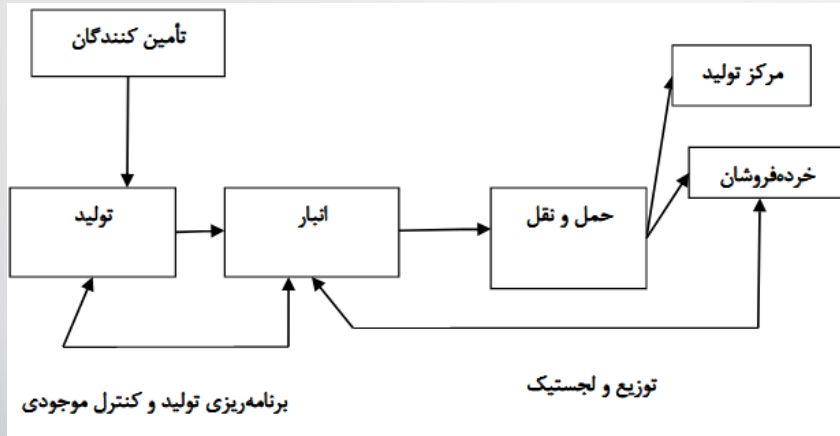 تأمین کنندگان
مرکز تولید
خرده‌فروشان
تولید
انبار
حمل و نقل
توزیع و لجستیک
برنامه‌ریزی تولید و کنترل موجودی